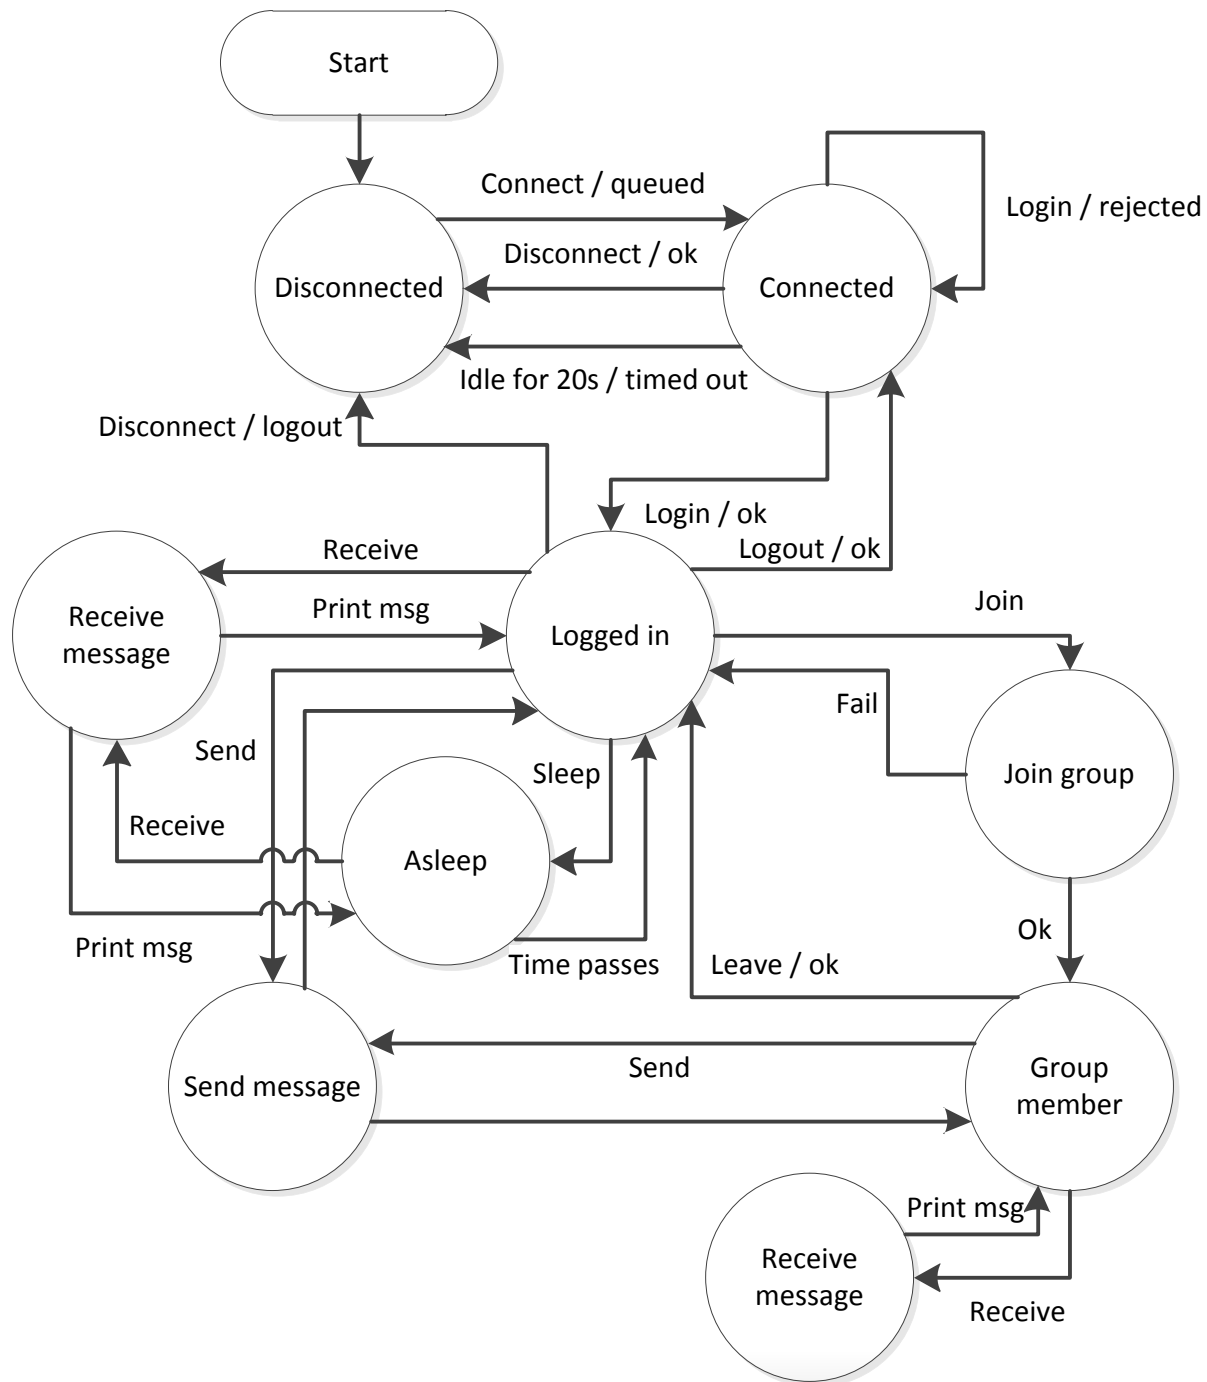 Start
Connect / queued
Login / rejected
Disconnect / ok
Disconnected
Connected
Idle for 20s / timed out
Disconnect / logout
Login / ok
Logout / ok
Receive
Join
Print msg
Receive
message
Logged in
Fail
Send
Sleep
Join group
Receive
Asleep
Ok
Print msg
Time passes
Leave / ok
Send
Send message
Group
member
Print msg
Receive
message
Receive